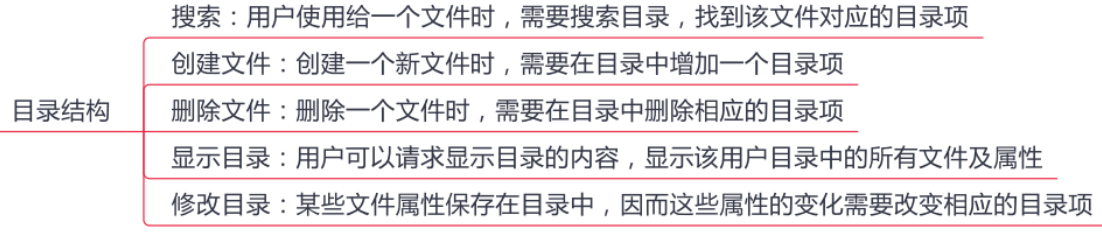 搜索：用户使用给一个文件时，需要搜索目录，找到该文件对应的目录项
创建文件：创建一个新文件时，需要在目录中增加一个目录项
目录结构
删除文件：删除一个文件时，需要在目录中删除相应的目录项
显示目录：用户可以请求显示目录的内容，显示该用户目录中的所有文件及属性
修改目录：某些文件属性保存在目录中，因而这些属性的变化需要改变相应的目录项